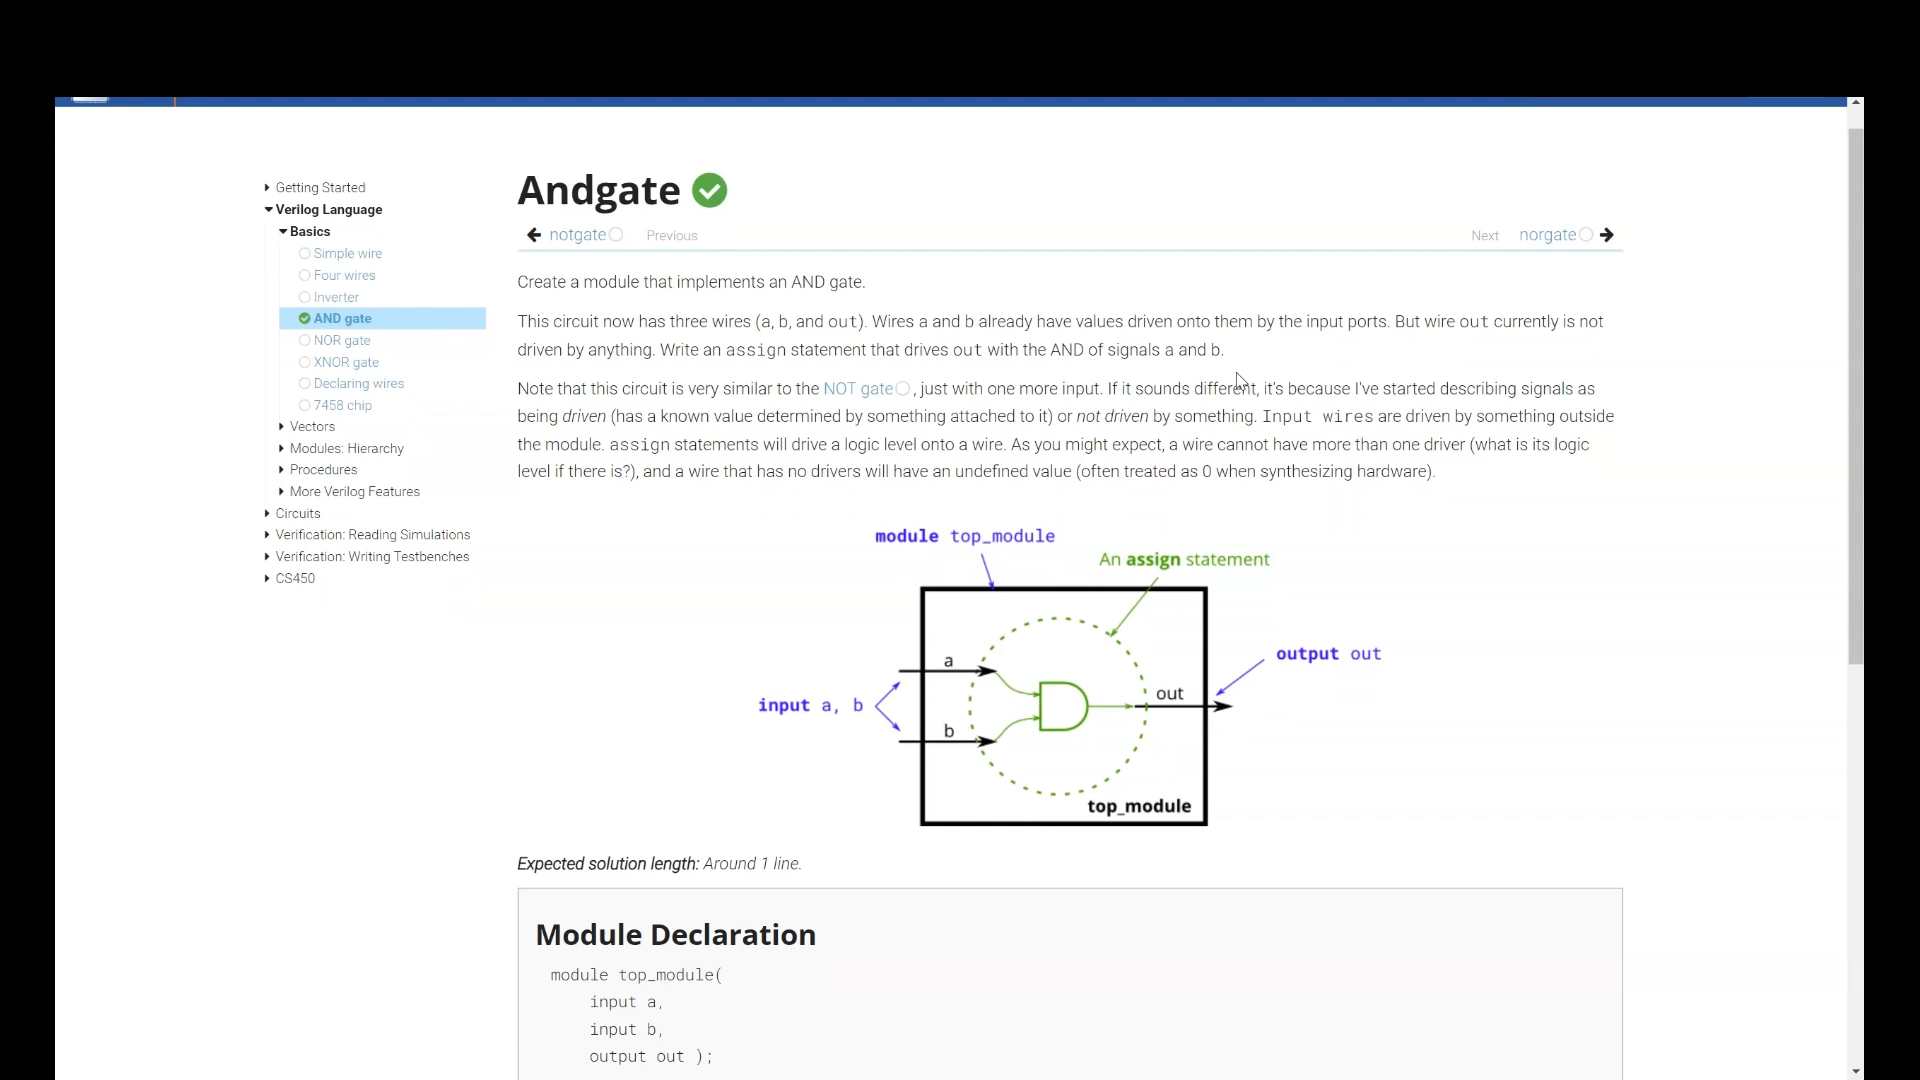 Getting Started
Verilog Language
Basics
Simple wire
Four wires
Inverter
AND gate
NOR gate
XNOR gate
Declaring wires
7458 chip
Vectors
Modules: Hierarchy
Procedures
More Verilog Features
Circuits
Verification: Reading Simulations
Verification: Writing Testbenches
CS450
Andgate
notgate Previous
Next norgate
Create a module that implements an AND gate.
This circuit now has three wires (a, b, and out). Wires a and b already have values driven onto them by the input ports. But wire out currently is not
driven by anything. Write an assign statement that drives out with the AND of signals a and b.
Note that this circuit is very similar to the NOT gate , just with one more input. If it sounds different, it's because I've started describing signals as
being driven (has a known value determined by something attached to it) or not driven by something. Input wires are driven by something outside
the module. assign statements will drive a logic level onto a wire. As you might expect, a wire cannot have more than one driver (what is its logic
level if there is?), and a wire that has no drivers will have an undefined value (often treated as 0 when synthesizing hardware).
module top_module
An assign statement
a
output out
out
input a, b
b
top_module
Expected solution length: Around 1 line.
Module Declaration
module top_module(
input a,
input b,
output out );